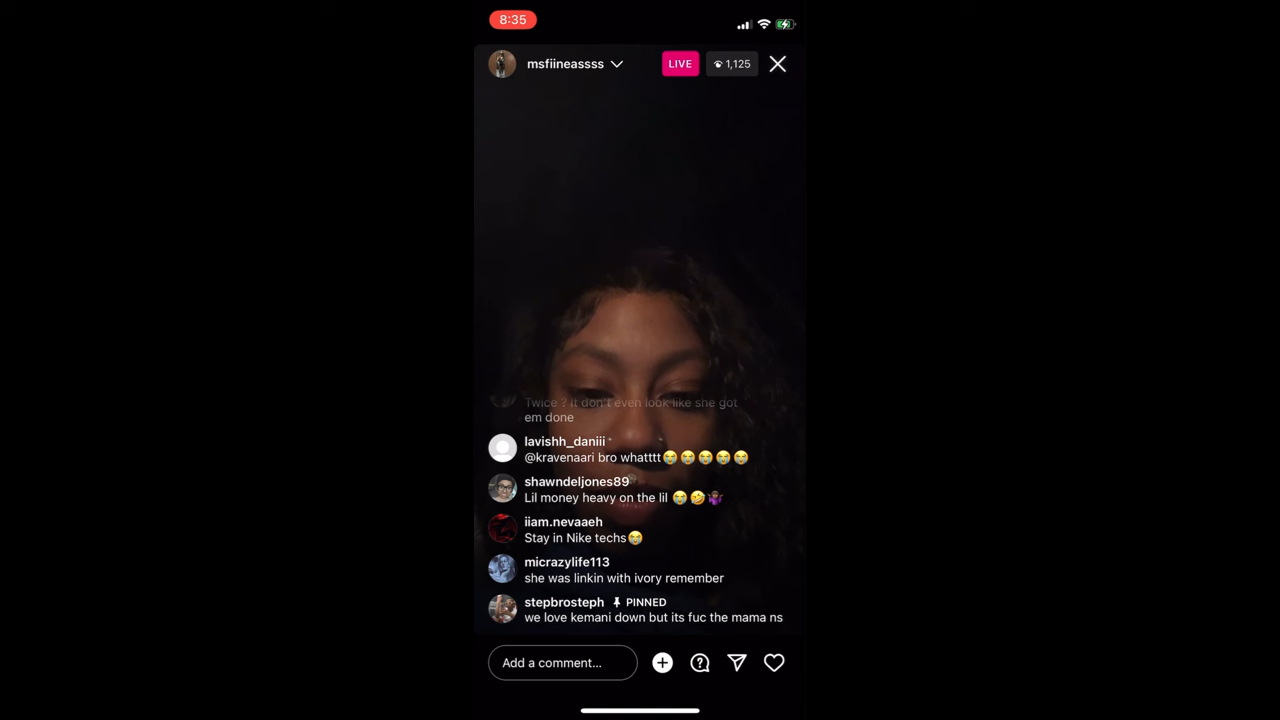 8:35
msfiineassss
LIVE
1,125
Twice ? It don't even look like she got
em done
lavishh_daniii
@kravenaari bro whatttt😭😭😭😭😭
shawndeljones89
Lil money heavy on the lil 😭🤣🤷🏾‍♀️
iiam.nevaaeh
Stay in Nike techs😭
micrazylife113
she was linkin with ivory remember
stepbrosteph PINNED
we love kemani down but its fuc the mama ns
Add a comment...